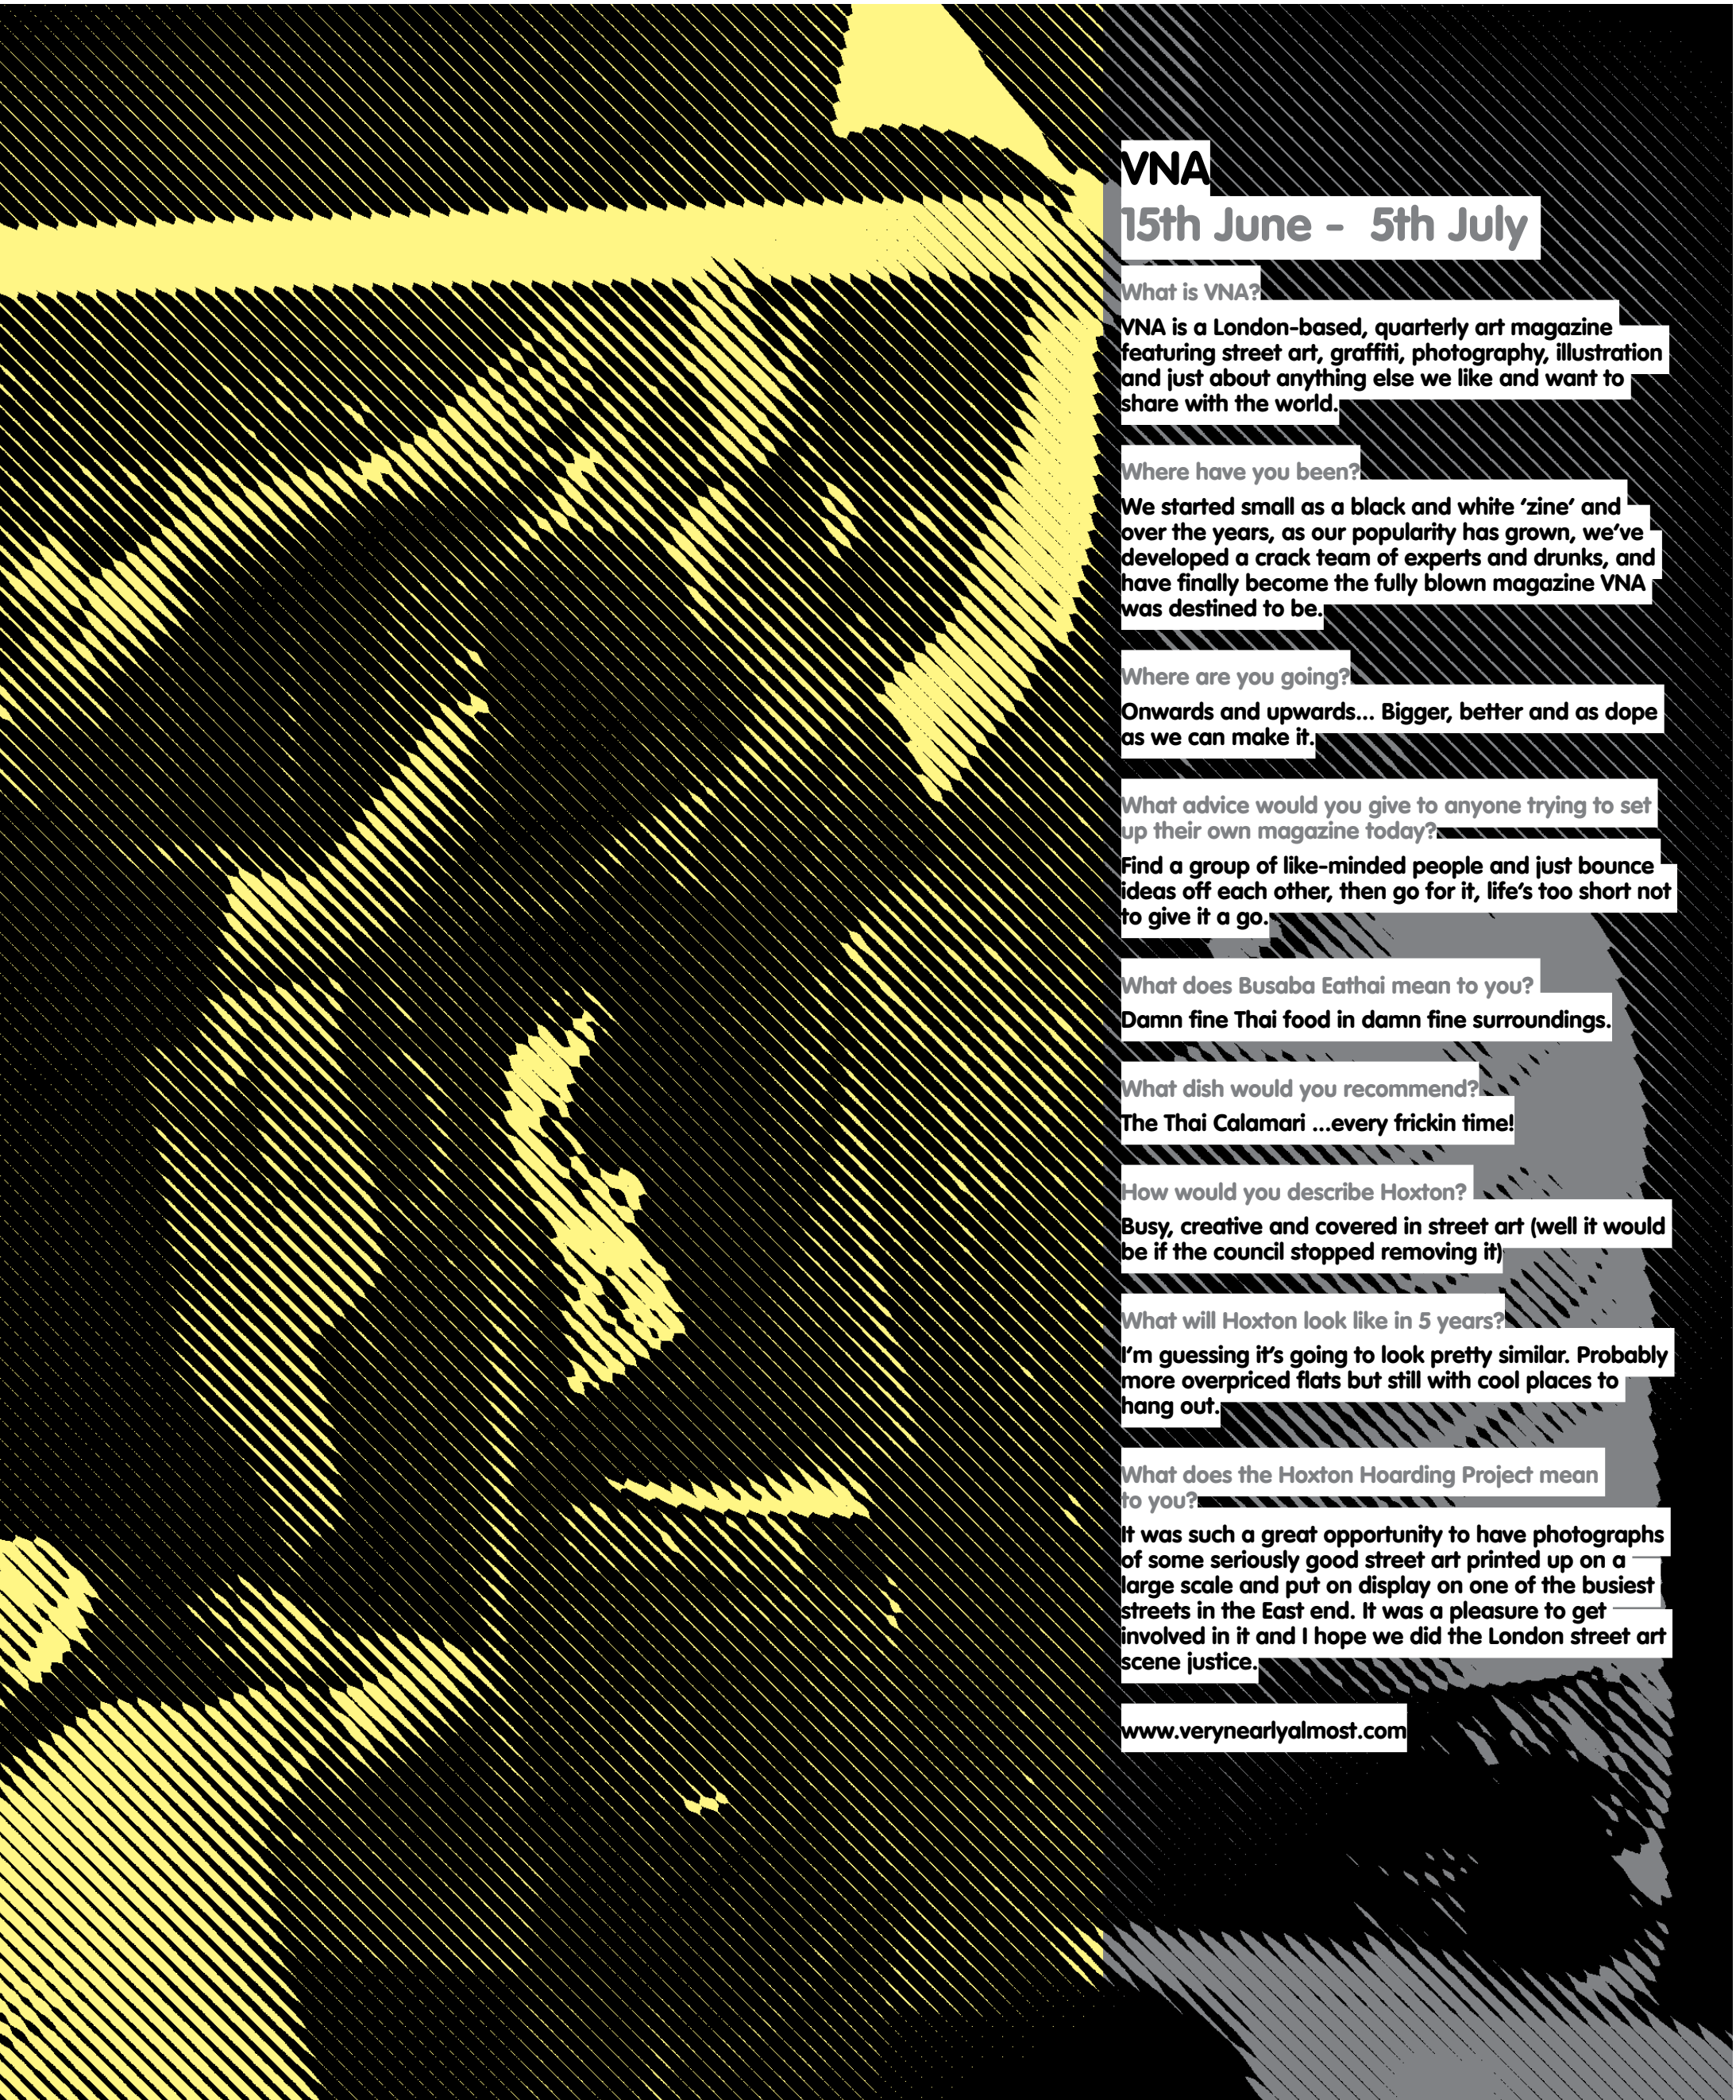 VNA
15th June -  5th July
What is VNA?
VNA is a London-based, quarterly art magazine
featuring street art, graffiti, photography, illustration
and just about anything else we like and want to
share with the world.
Where have you been?
We started small as a black and white ‘zine’ and
over the years, as our popularity has grown, we’ve
developed a crack team of experts and drunks, and
have finally become the fully blown magazine VNA
was destined to be.
Where are you going?
Onwards and upwards... Bigger, better and as dope
as we can make it.
What advice would you give to anyone trying to set
up their own magazine today?
Find a group of like-minded people and just bounce
ideas off each other, then go for it, life’s too short not
to give it a go.
What does Busaba Eathai mean to you?
Damn fine Thai food in damn fine surroundings.
What dish would you recommend?
The Thai Calamari ...every frickin time!
How would you describe Hoxton?
Busy, creative and covered in street art (well it would
be if the council stopped removing it)
What will Hoxton look like in 5 years?
I’m guessing it’s going to look pretty similar. Probably
more overpriced flats but still with cool places to
hang out.
What does the Hoxton Hoarding Project mean
to you?
It was such a great opportunity to have photographs
of some seriously good street art printed up on a
large scale and put on display on one of the busiest
streets in the East end. It was a pleasure to get
involved in it and I hope we did the London street art
scene justice.
www.verynearlyalmost.com